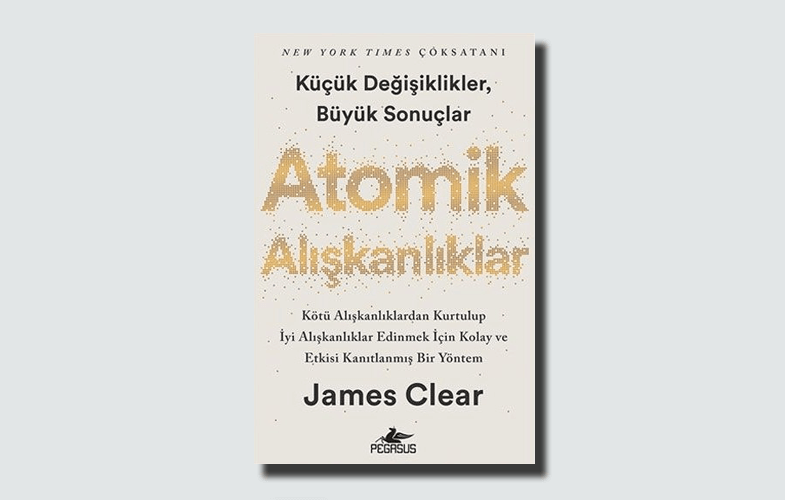 NEW YORK TIMES ÇOKSATANI
Küçük Değişiklikler,
Büyük Sonuçlar
Atomik
Alışkanlıklar
Kötü Alışkanlıklardan Kurtulup
İyi Alışkanlıklar Edinmek İçin Kolay ve
Etkisi Kanıtlanmış Bir Yöntem
James Clear
PEGASUS